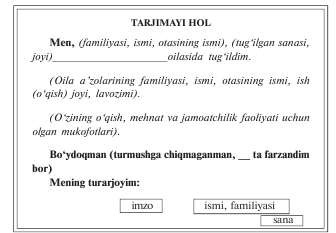 TARJIMAYI HOL
Men, (familiyasi, ismi, otasining ismi), (tug‘ilgan sanasi,
joyi)____________________oilasida tug‘ildim.
(Oila a’zolarining familiyasi, ismi, otasining ismi, ish
(o‘qish) joyi, lavozimi).
(O‘zining o‘qish, mehnat va jamoatchilik faoliyati uchun
olgan mukofotlari).
Bo‘ydoqman (turmushga chiqmaganman, __ ta farzandim
bor)
Mening turarjoyim:
imzo
ismi, familiyasi
sana